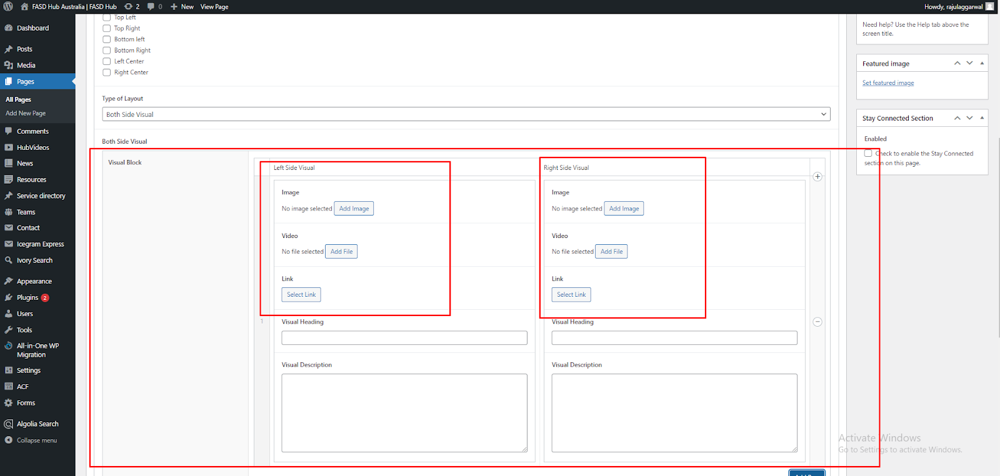 FASD Hub Australia | FASD Hub 2 0 New View Page Howdy, rajulaggarwal
Dashboard
Posts
Media
Pages
All Pages
Add New Page
Comments
HubVideos
News
Resources
Service directory
Teams
Contact
Icegram Express
Ivory Search
Appearance
Plugins 2
Users
Tools
All-in-One WP
Migration
Settings
ACF
Forms
Algolia Search
Collapse menu
Top Left
Top Right
Bottom left
Bottom Right
Left Center
Right Center
Type of Layout
Both Side Visual
Both Side Visual
Visual Block
1
Left Side Visual
Image
No image selected Add Image
Video
No file selected Add File
Link
Select Link
Visual Heading
Visual Description
Right Side Visual
Image
No image selected Add Image
Video
No file selected Add File
Link
Select Link
Visual Heading
Visual Description
Need help? Use the Help tab above the
screen title.
Featured image
Set featured image
Stay Connected Section
Enabled
Check to enable the Stay Connected
section on this page.
Activate Windows
Go to Settings to activate Windows.